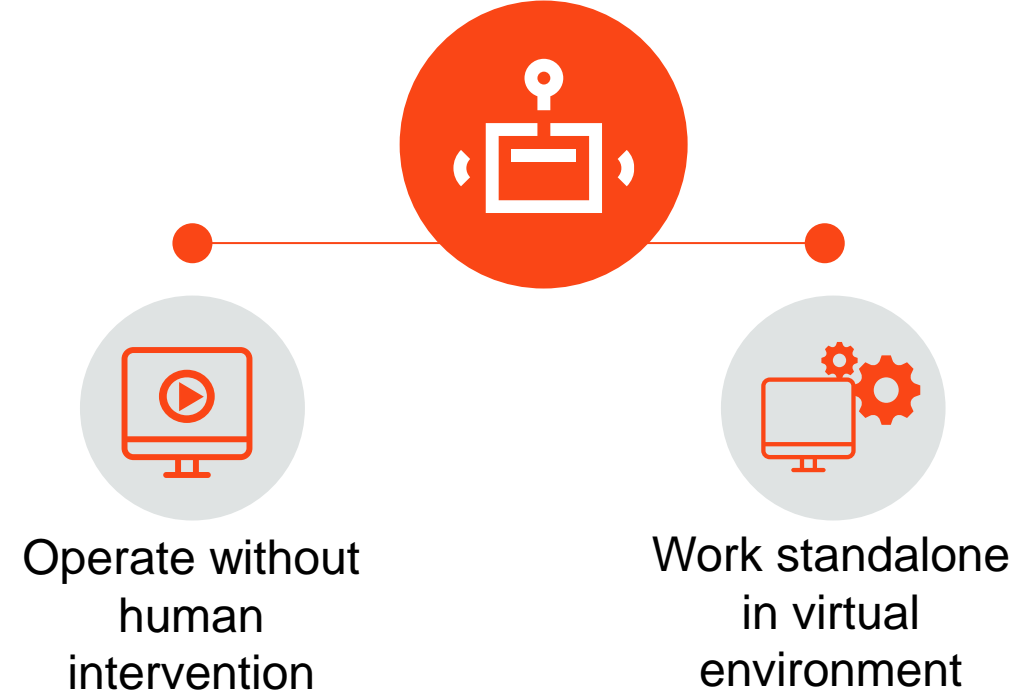 Operate without
human
intervention
Work standalone
in virtual
environment